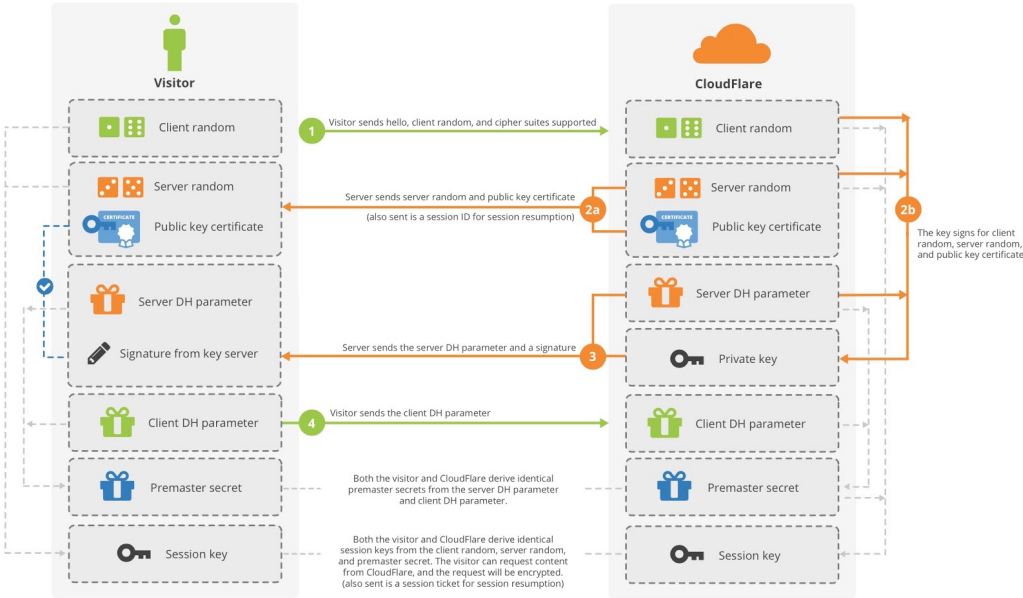 Visitor
CloudFlare
Client random
1
Visitor sends hello, client random, and cipher suites supported
Client random
Server random
Server sends server random and public key certificate
2a
(also sent is a session ID for session resumption)
Server random
2b
CERTIFICATE
Public key certificate
CERTIFICATE
Public key certificate
The key signs for client
random, server random,
and public key certificate
Server DH parameter
Server DH parameter
Signature from key server
Server sends the server DH parameter and a signature
3
Private key
Client DH parameter
4
Visitor sends the client DH parameter
Client DH parameter
Premaster secret
Both the visitor and CloudFlare derive identical
premaster secrets from the server DH parameter
and client DH parameter.
Premaster secret
Session key
Both the visitor and CloudFlare derive identical
session keys from the client random, server random,
and premaster secret. The visitor can request content
from CloudFlare, and the request will be encrypted.
(also sent is a session ticket for session resumption)
Session key